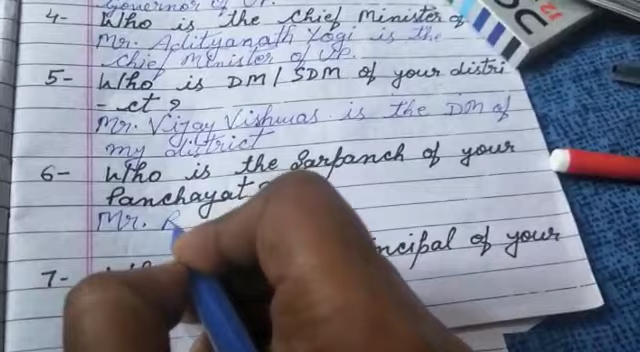 Governor of U.P.
4- Who is the Chief Minister of
Mr. Adityanath Yogi is the
Chief Minister of UP.
5- Who is DM/SDM of your distri
-ct?
Mr. Vijay Vishwas is the DM of
my district
6- Who is the Sarpanch of your
Panchayat?
Mr. R
7- incipal of your